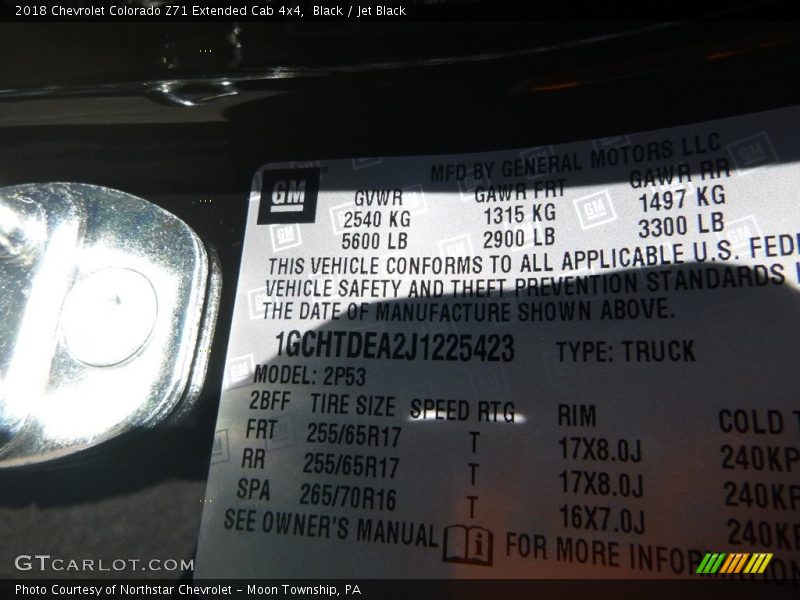 2018 Chevrolet Colorado Z71 Extended Cab 4x4, Black / Jet Black
MFD BY GENERAL MOTORS LLC
GM GVWR GAWR FRT GAWR RR
2540 KG 1315 KG 1497 KG
5600 LB 2900 LB 3300 LB
THIS VEHICLE CONFORMS TO ALL APPLICABLE U.S. FEDE
VEHICLE SAFETY AND THEFT PREVENTION STANDARDS
THE DATE OF MANUFACTURE SHOWN ABOVE.
1GCHTDEA2J1225423 TYPE: TRUCK
MODEL: 2P53
2BFF TIRE SIZE SPEED RTG RIM COLD
FRT 255/65R17 T 17X8.0J 240KP
RR 255/65R17 T 17X8.0J 240KP
SPA 265/70R16 T 16X7.0J 240KP
SEE OWNER'S MANUAL FOR MORE INFORMATION
GTCARLOT.COM
Photo Courtesy of Northstar Chevrolet - Moon Township, PA